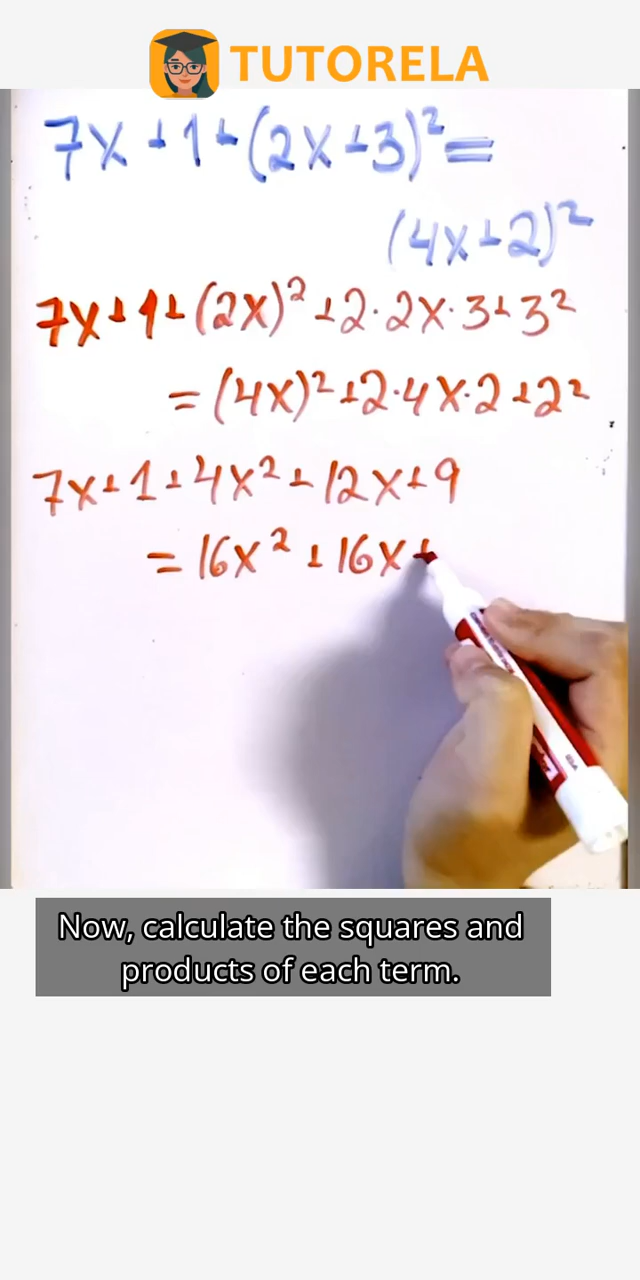 TUTORELA
7x+1+(2x+3)²=
(4x+2)²
7x+1+(2x)²+2·2x·3+3²
=(4x)²+2·4x·2+2²
7x+1+4x²+12x+9
=16x²+16x+
Now, calculate the squares and
products of each term.